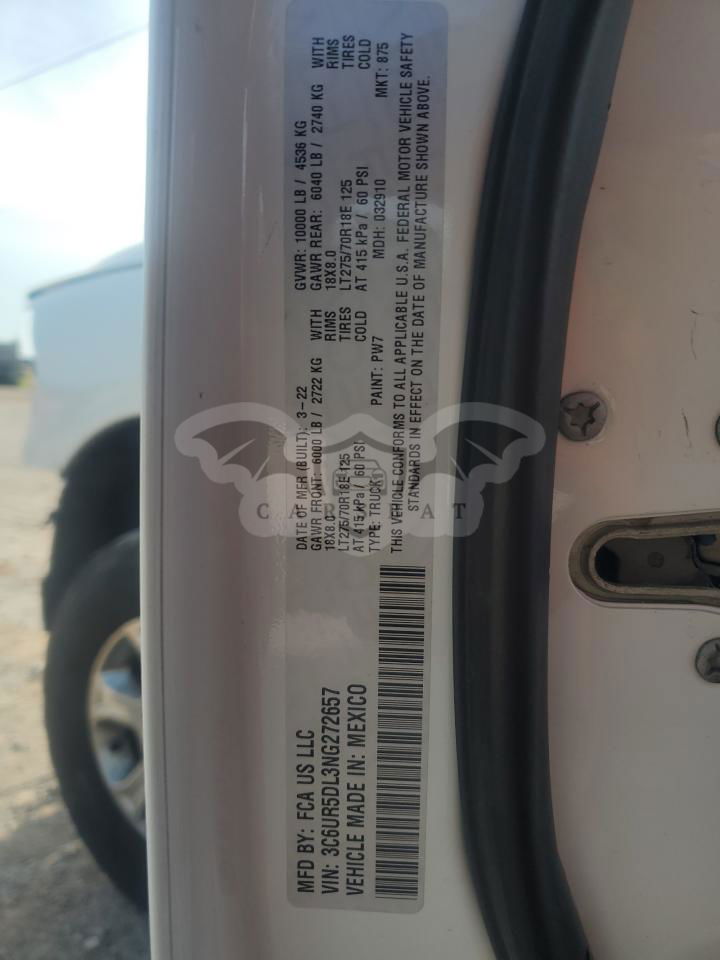 MFD BY: FCA US LLC
VIN: 3C6UR5DL3NG272657
VEHICLE MADE IN: MEXICO
DATE OF MFR (BUILT): 3-22 GVWR: 10000 LB / 4536 KG
GAWR FRONT: 6000 LB / 2722 KG WITH GAWR REAR: 6040 LB / 2740 KG WITH
18X8.0 RIMS 18X8.0 RIMS
LT275/70R18E 125 TIRES LT275/70R18E 125 TIRES
AT 415 kPa / 60 PSI COLD AT 415 kPa / 60 PSI COLD
TYPE: TRUCK PAINT: PW7 MDH: 032910 MKT: 875
THIS VEHICLE CONFORMS TO ALL APPLICABLE U.S.A. FEDERAL MOTOR VEHICLE SAFETY
STANDARDS IN EFFECT ON THE DATE OF MANUFACTURE SHOWN ABOVE.